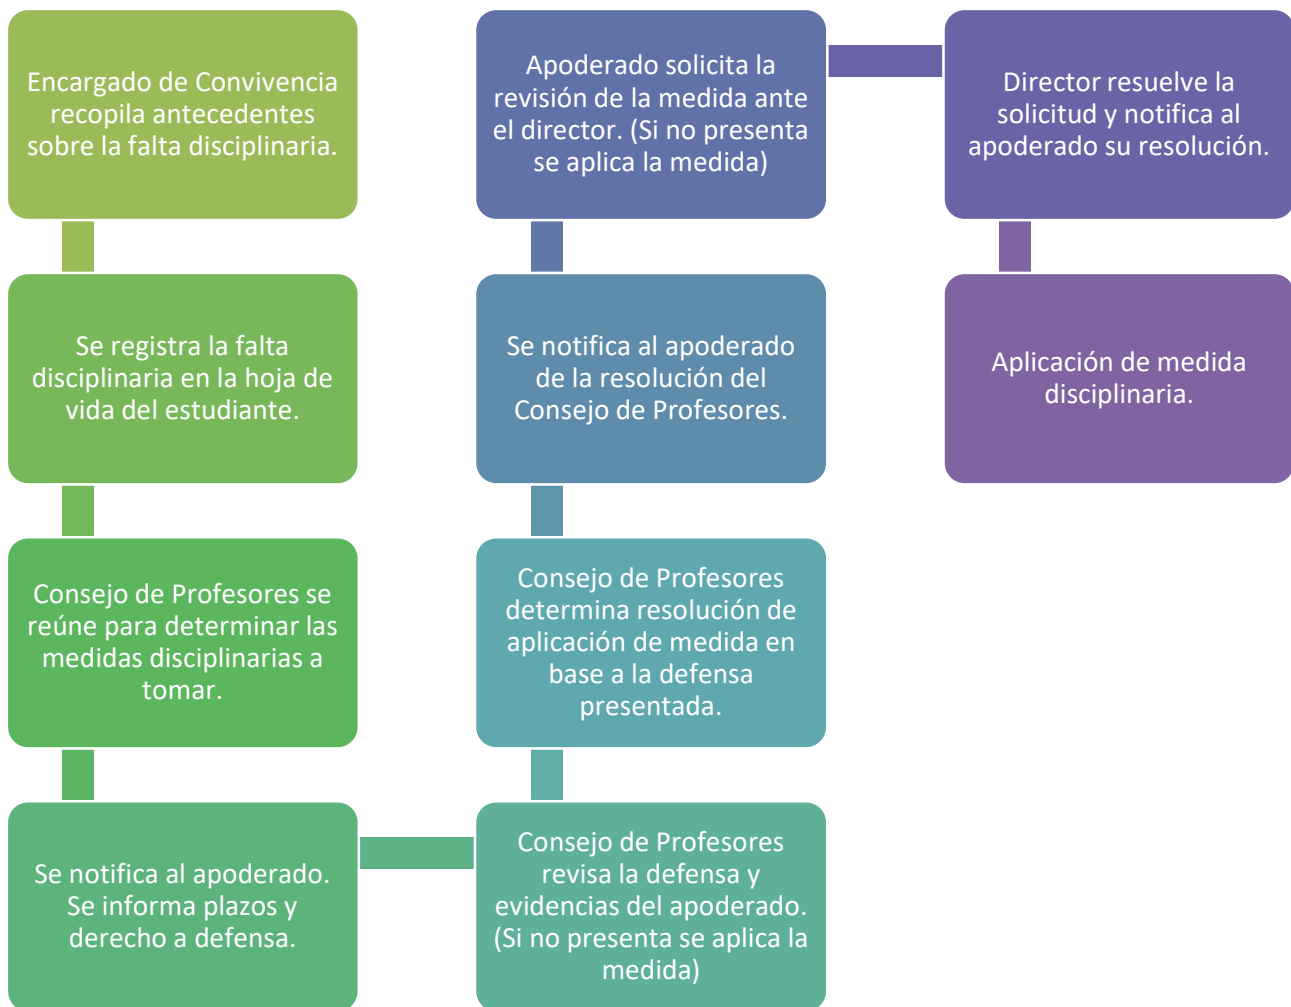 Encargado de Convivencia
recopila antecedentes
sobre la falta disciplinaria.
Se registra la falta
disciplinaria en la hoja de
vida del estudiante.
Consejo de Profesores se
reúne para determinar las
medidas disciplinarias a
tomar.
Se notifica al apoderado.
Se informa plazos y
derecho a defensa.
Consejo de Profesores
revisa la defensa y
evidencias del apoderado.
(Si no presenta se aplica la
medida)
Consejo de Profesores
determina resolución de
aplicación de medida en
base a la defensa
presentada.
Se notifica al apoderado
de la resolución del
Consejo de Profesores.
Apoderado solicita la
revisión de la medida ante
el director. (Si no presenta
se aplica la medida)
Director resuelve la
solicitud y notifica al
apoderado su resolución.
Aplicación de medida
disciplinaria.